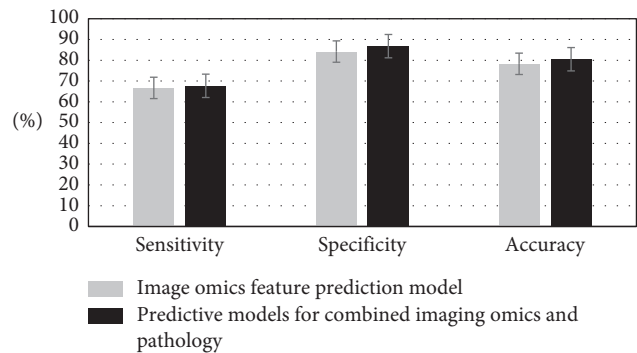 100
90
80
70
60
(%) 50
40
30
20
10
0
Sensitivity Specificity Accuracy
Image omics feature prediction model
Predictive models for combined imaging omics and
pathology